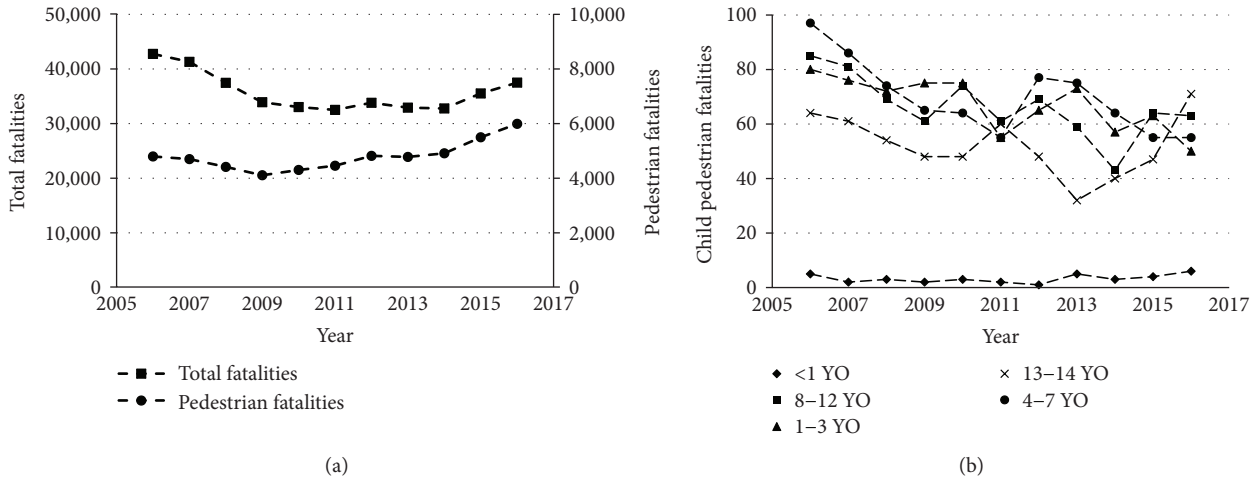 50,000
40,000
30,000
20,000
10,000
0
Total fatalities
10,000
8,000
6,000
4,000
2,000
0
Pedestrian fatalities
2005 2007 2009 2011 2013 2015 2017
Year
Total fatalities
Pedestrian fatalities
(a)
100
80
60
40
20
0
Child pedestrian fatalities
2005 2007 2009 2011 2013 2015 2017
Year
<1 YO
8–12 YO
1–3 YO
13–14 YO
4–7 YO
(b)